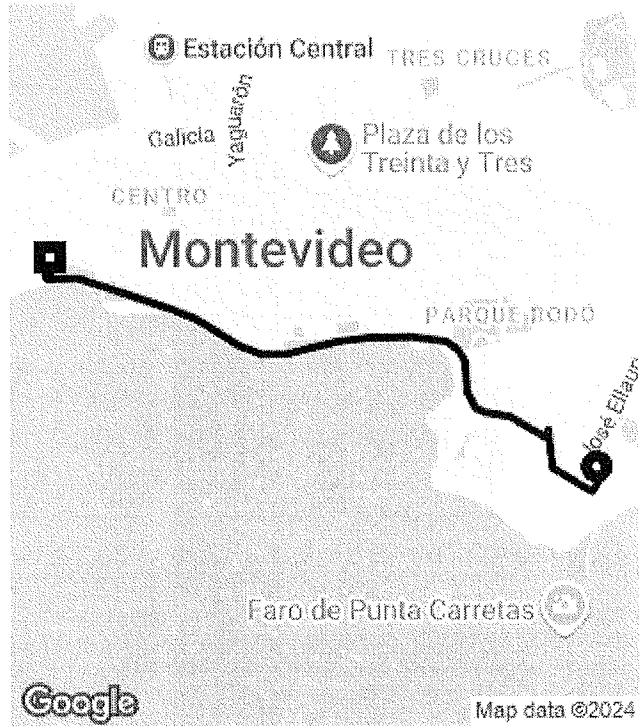 Estación Central
TRES CRUCES
Yaguarón
Galicia
Plaza de los
Treinta y Tres
CENTRO
Montevideo
PARQUE RODÓ
José Ellauri
Faro de Punta Carretas
Google
Map data ©2024